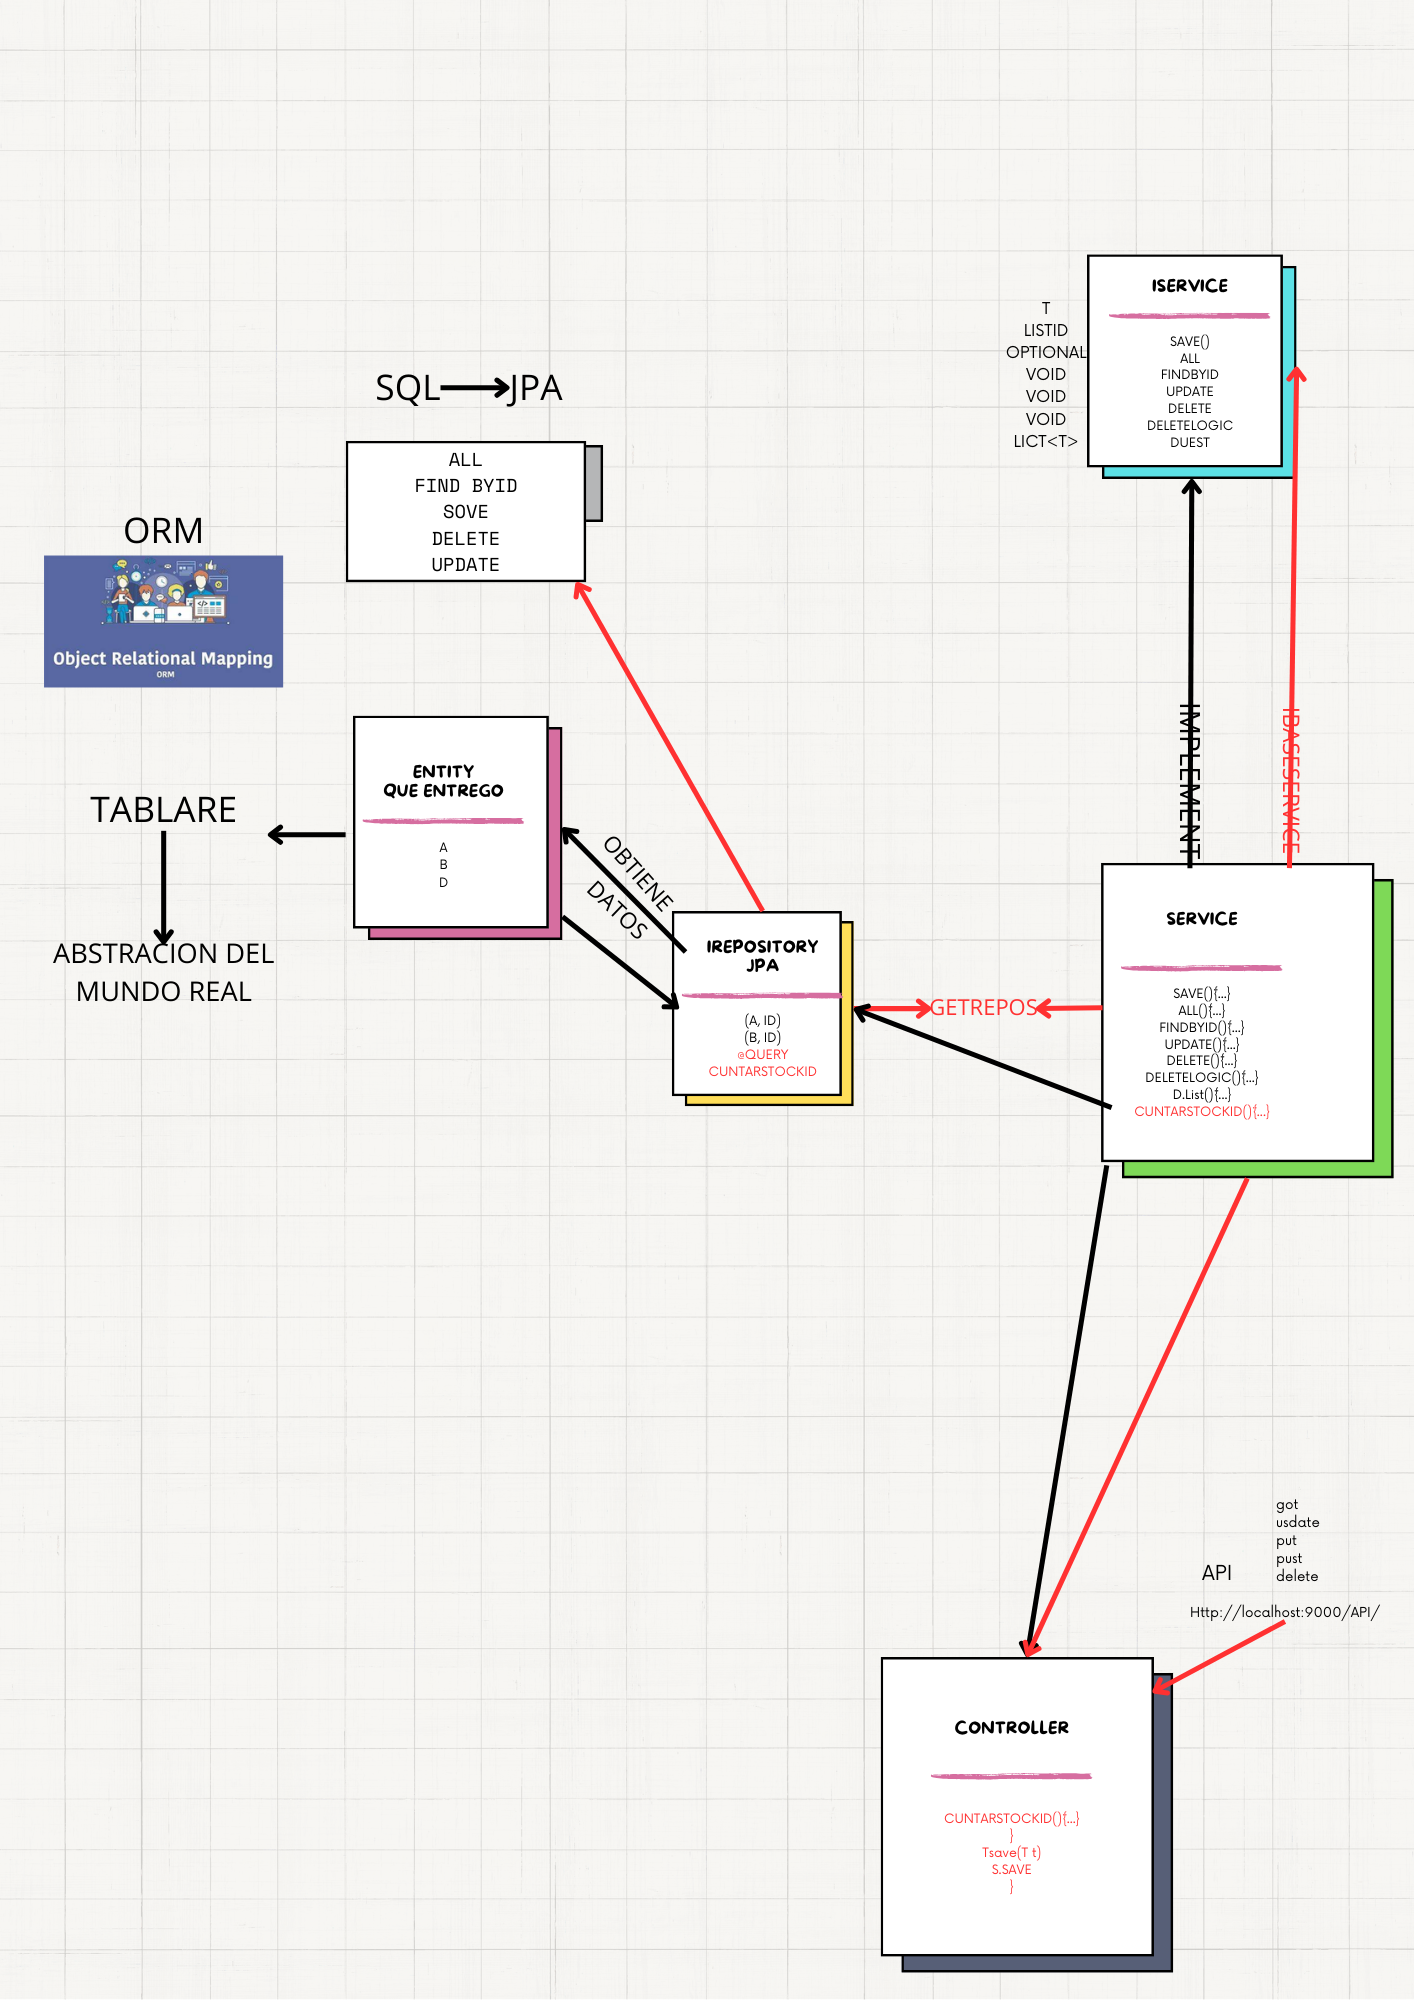 ISERVICE
T
LISTID
OPTIONAL
VOID
VOID
VOID
LICT<T>
SAVE()
ALL
FINDBYID
UPDATE
DELETE
DELETELOGIC
DUEST
SQL
JPA
ALL
FIND BYID
SOVE
DELETE
UPDATE
ORM
Object Relational Mapping
ORM
IMPLEMENT
IBASESERVICE
ENTITY
QUE ENTREGO
A
B
D
TABLARE
ABSTRACION DEL
MUNDO REAL
OBTIENE
DATOS
IREPOSITORY
JPA
(A, ID)
(B, ID)
@QUERY
CUNTARSTOCKID
GETREPOS
SERVICE
SAVE(){...}
ALL(){...}
FINDBYID(){...}
UPDATE(){...}
DELETE(){...}
DELETELOGIC(){...}
D.List(){...}
CUNTARSTOCKID(){...}
got
usdate
put
pust
delete
API
Http://localhost:9000/API/
CONTROLLER
CUNTARSTOCKID(){...}
}
Tsave(T t)
S.SAVE
}